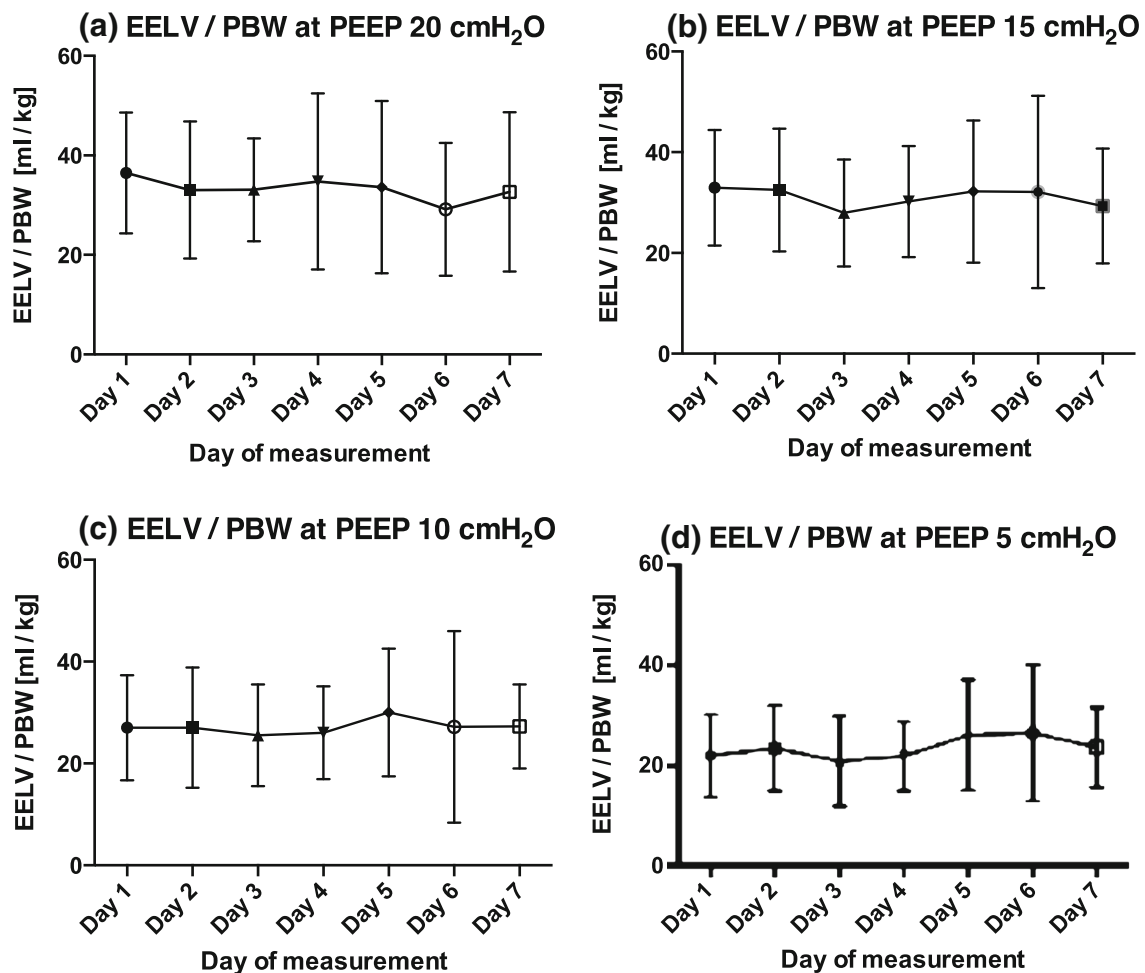 (a) EELV / PBW at PEEP 20 cmH₂O
EELV / PBW [ml / kg]
60
40
20
0
Day 1
Day 2
Day 3
Day 4
Day 5
Day 6
Day 7
Day of measurement
(b) EELV / PBW at PEEP 15 cmH₂O
EELV / PBW [ml / kg]
60
40
20
0
Day 1
Day 2
Day 3
Day 4
Day 5
Day 6
Day 7
Day of measurement
(c) EELV / PBW at PEEP 10 cmH₂O
EELV / PBW [ml / kg]
60
40
20
0
Day 1
Day 2
Day 3
Day 4
Day 5
Day 6
Day 7
Day of measurement
(d) EELV / PBW at PEEP 5 cmH₂O
EELV / PBW [ml / kg]
60
40
20
0
Day 1
Day 2
Day 3
Day 4
Day 5
Day 6
Day 7
Day of measurement